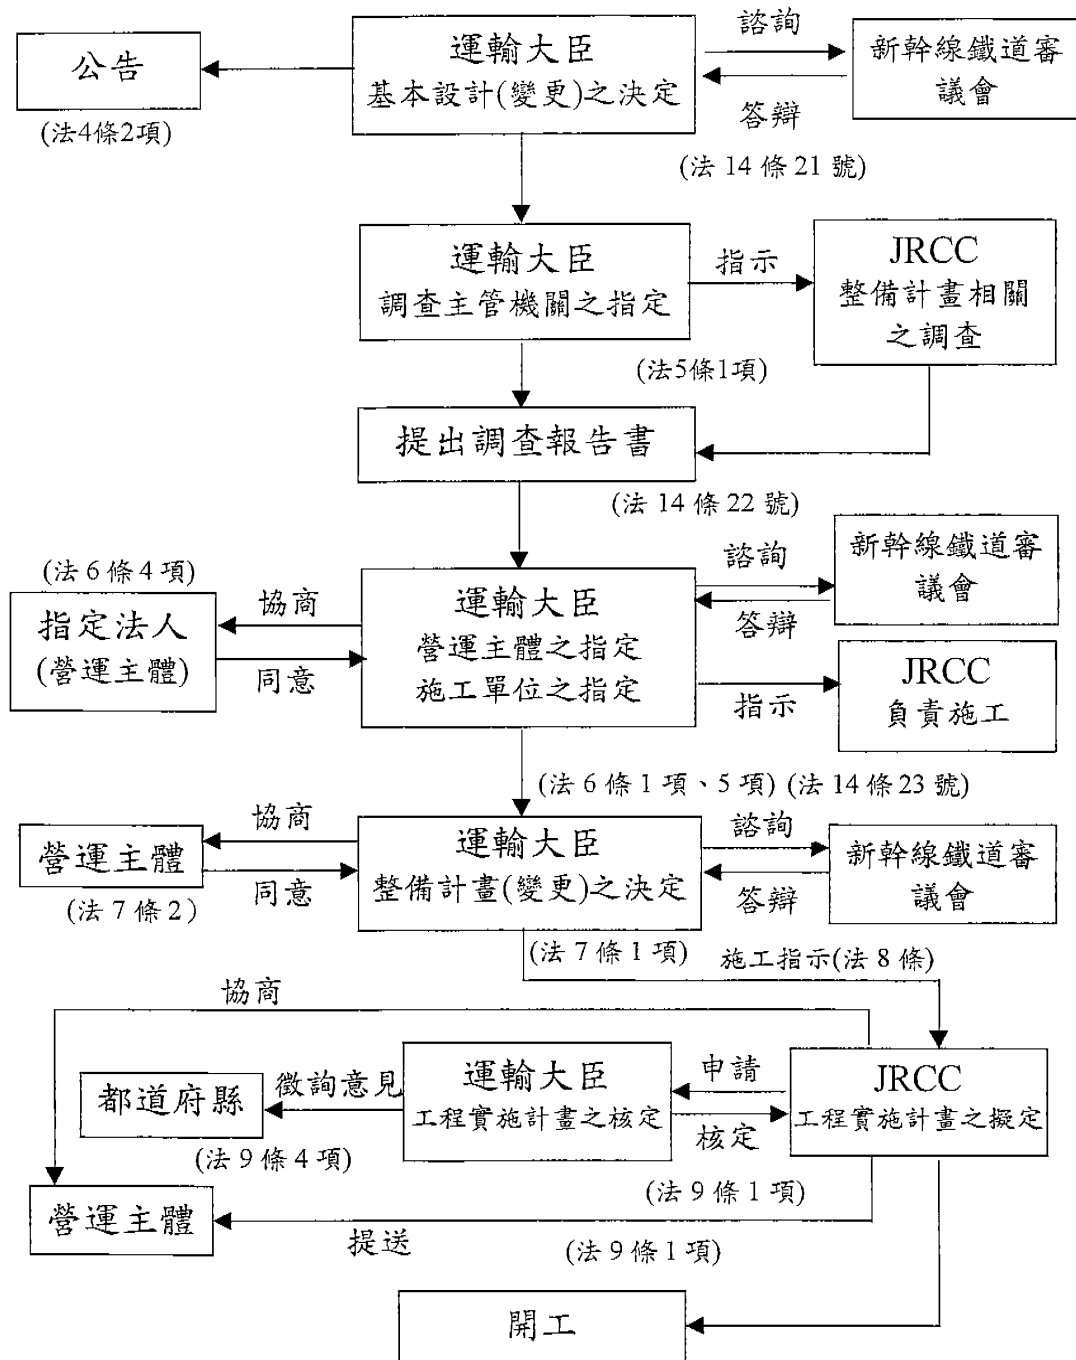 公告
(法4條2項)
運輸大臣
基本設計(變更)之決定
諮詢
答辯
新幹線鐵道審
議會
(法 14 條 21 號)
運輸大臣
調查主管機關之指定
指示
JRCC
整備計畫相關
之調查
(法5條1項)
提出調查報告書
(法 14 條 22 號)
(法 6 條 4 項)
指定法人
(營運主體)
協商
同意
運輸大臣
營運主體之指定
施工單位之指定
諮詢
答辯
新幹線鐵道審
議會
指示
JRCC
負責施工
(法 6 條 1 項、5 項) (法 14 條 23 號)
營運主體
(法 7 條 2)
協商
同意
運輸大臣
整備計畫(變更)之決定
諮詢
答辯
新幹線鐵道審
議會
(法 7 條 1 項)
施工指示(法 8 條)
協商
都道府縣
徵詢意見
(法 9 條 4 項)
運輸大臣
工程實施計畫之核定
申請
核定
JRCC
工程實施計畫之擬定
(法 9 條 1 項)
營運主體
提送
(法 9 條 1 項)
開工